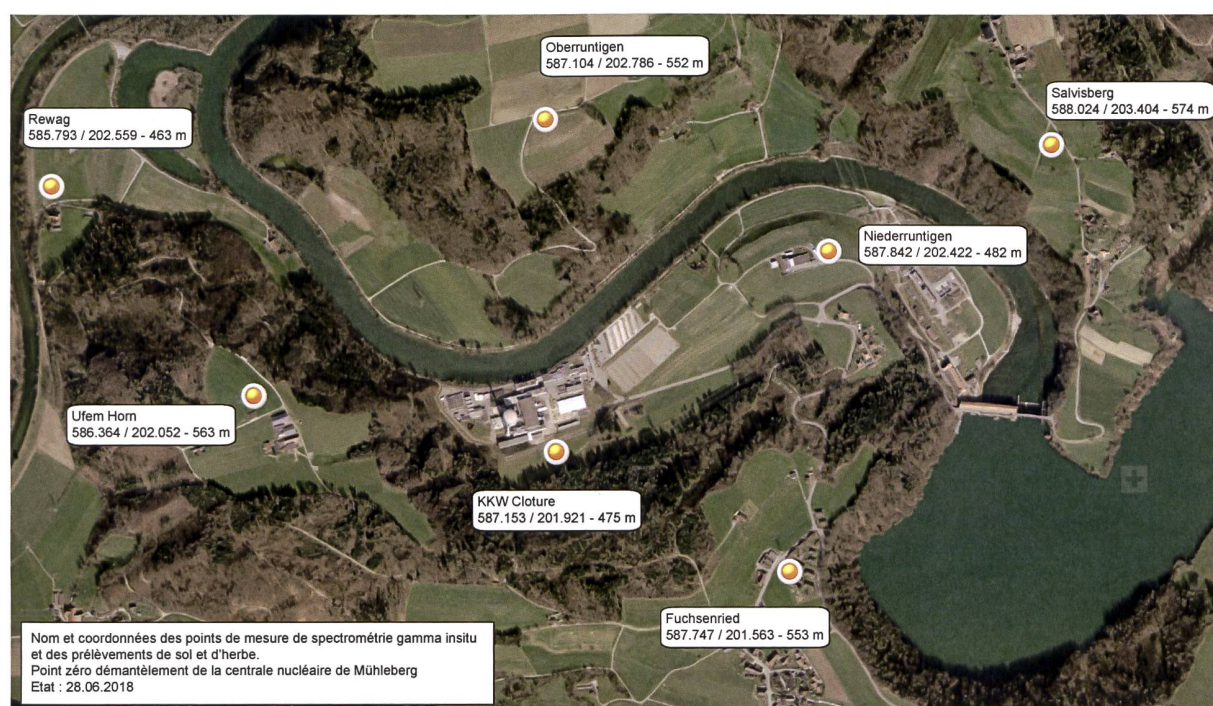 Oberruntigen
587.104 / 202.786 - 552 m
Salvisberg
588.024 / 203.404 - 574 m
Rewag
585.793 / 202.559 - 463 m
Niederruntigen
587.842 / 202.422 - 482 m
Ufem Horn
586.364 / 202.052 - 563 m
KKW Cloture
587.153 / 201.921 - 475 m
Fuchsenried
587.747 / 201.563 - 553 m
Nom et coordonnées des points de mesure de spectrométrie gamma insitu
et des prélèvements de sol et d'herbe.
Point zéro démantèlement de la centrale nucléaire de Mühleberg
Etat : 28.06.2018